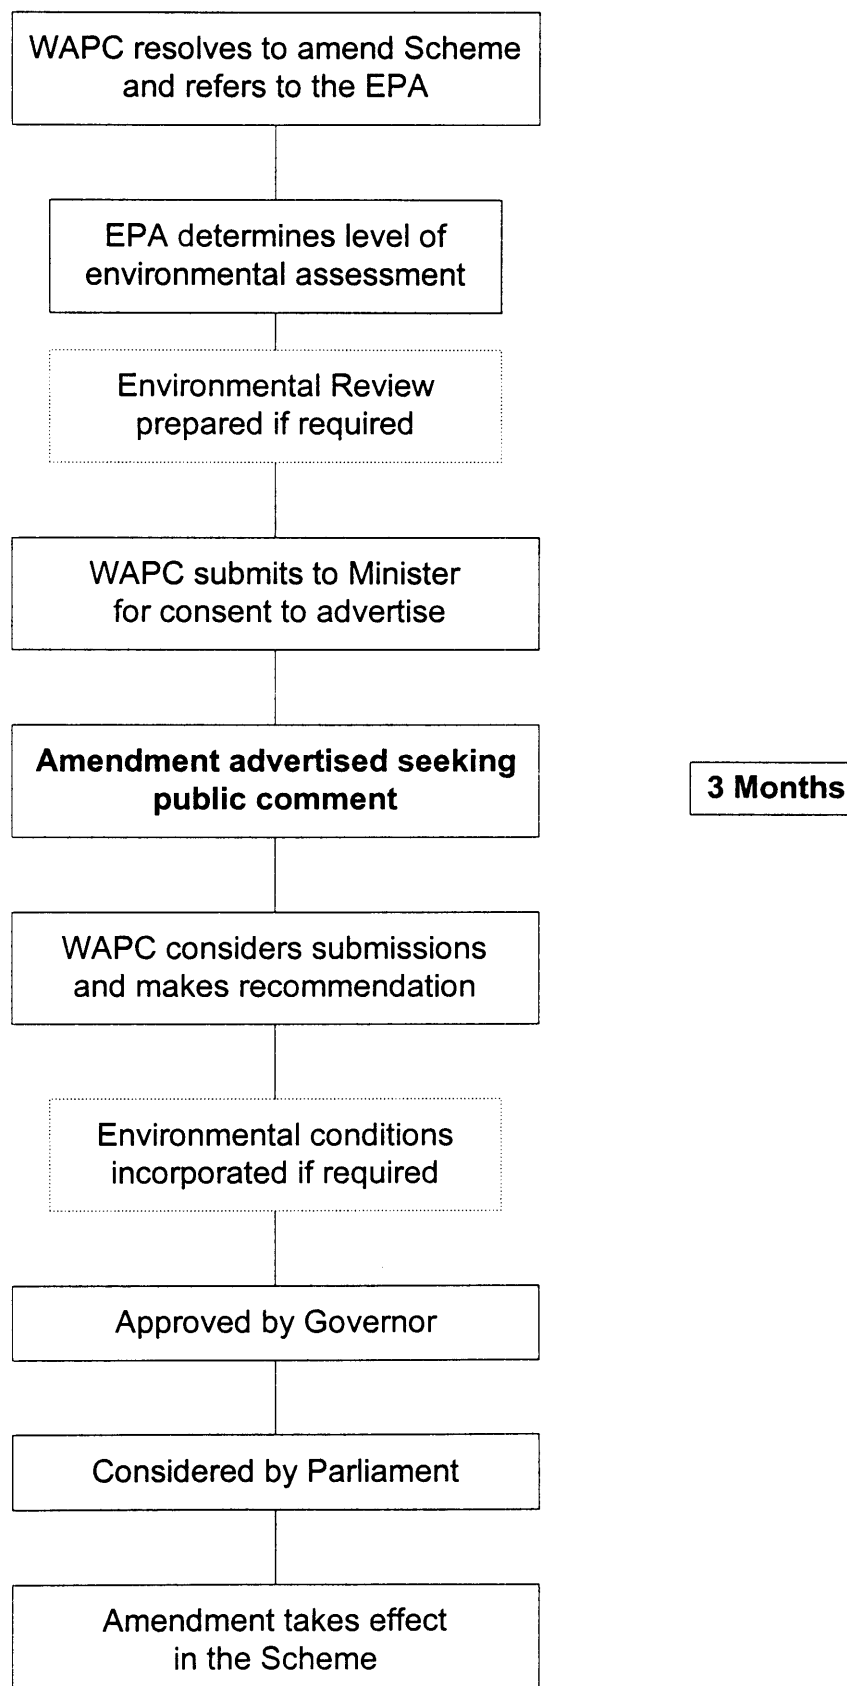 WAPC resolves to amend Scheme
and refers to the EPA
EPA determines level of
environmental assessment
Environmental Review
prepared if required
WAPC submits to Minister
for consent to advertise
Amendment advertised seeking
public comment
3 Months
WAPC considers submissions
and makes recommendation
Environmental conditions
incorporated if required
Approved by Governor
Considered by Parliament
Amendment takes effect
in the Scheme